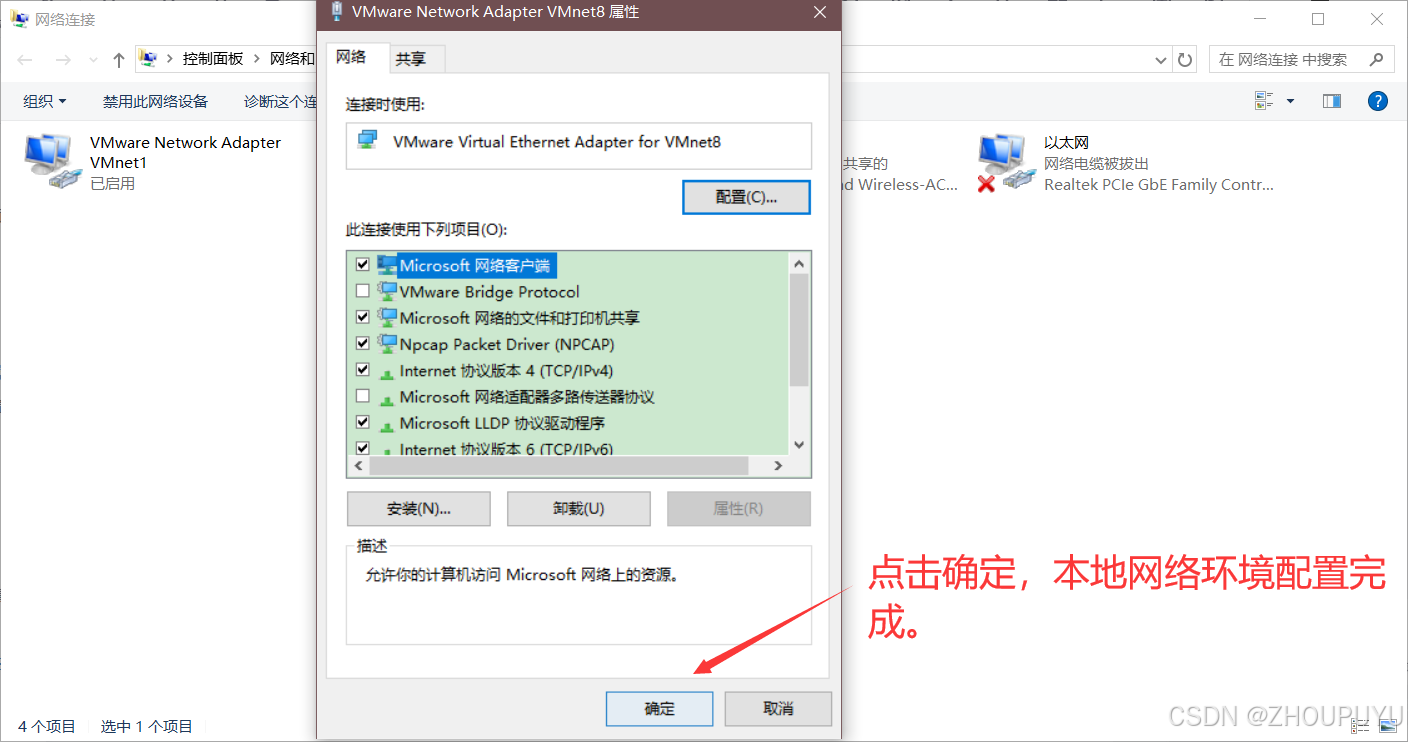 网络连接
VMware Network Adapter VMnet8 属性
控制面板
网络和
在 网络连接 中搜索
组织
禁用此网络设备
诊断这个连
VMware Network Adapter
VMnet1
已启用
网络
共享
连接时使用:
VMware Virtual Ethernet Adapter for VMnet8
配置(C)...
此连接使用下列项目(O):
Microsoft 网络客户端
VMware Bridge Protocol
Microsoft 网络的文件和打印机共享
Npcap Packet Driver (NPCAP)
Internet 协议版本 4 (TCP/IPv4)
Microsoft 网络适配器多路传送器协议
Microsoft LLDP 协议驱动程序
Internet 协议版本 6 (TCP/IPv6)
安装(N)...
卸载(U)
属性(R)
描述
允许你的计算机访问 Microsoft 网络上的资源。
确定
取消
共享的
d Wireless-AC...
以太网
网络电缆被拔出
Realtek PCIe GbE Family Contr...
点击确定，本地网络环境配置完
成。
4 个项目
选中 1 个项目
CSDN @ZHOUPUYU